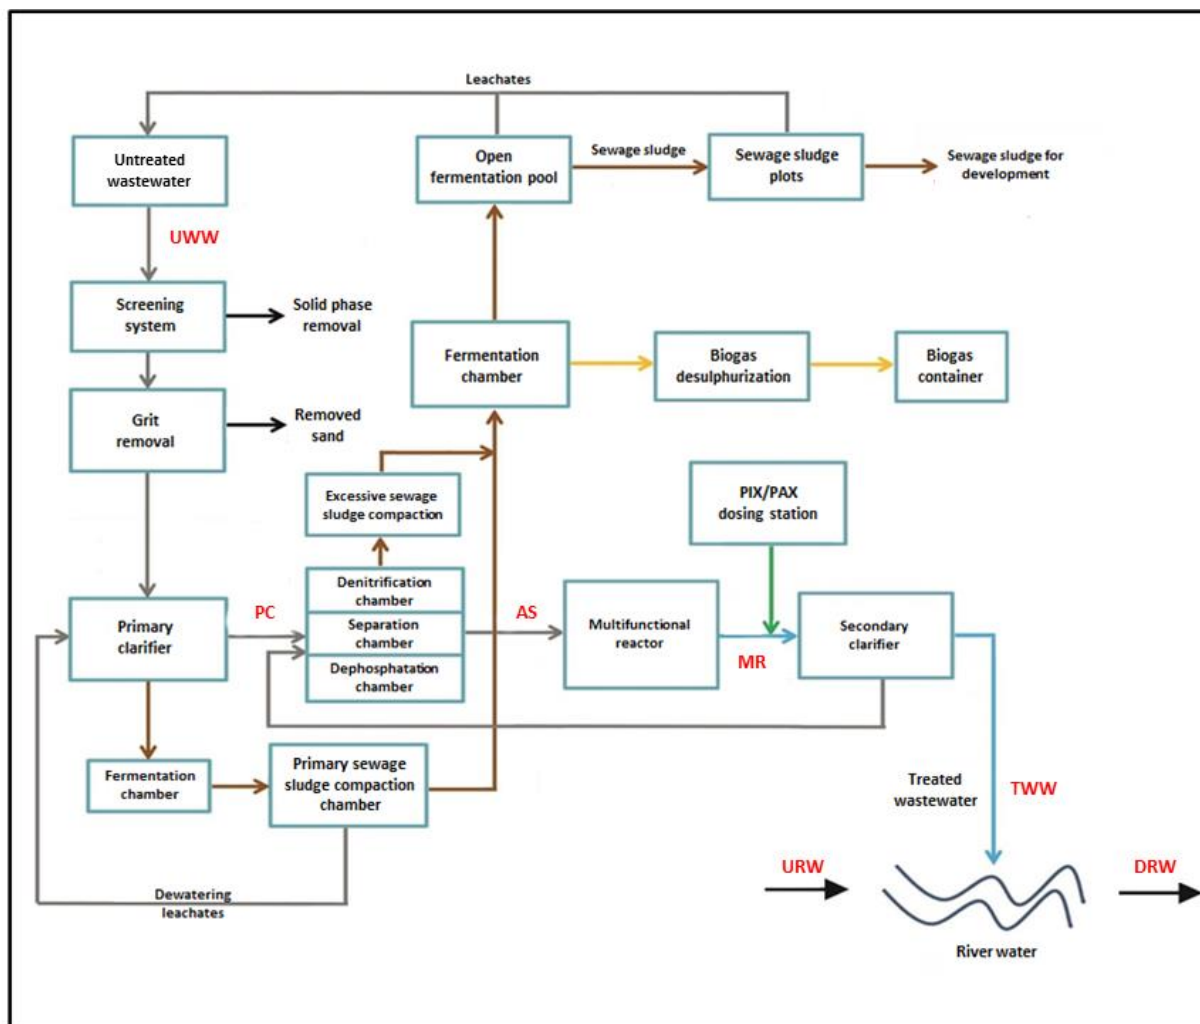 Leachates
Untreated
wastewater
Open
fermentation pool
Sewage sludge
Sewage sludge
plots
Sewage sludge for
development
UWW
Screening
system
Solid phase
removal
Fermentation
chamber
Biogas
desulphurization
Biogas
container
Grit
removal
Removed
sand
Excessive sewage
sludge compaction
PIX/PAX
dosing station
Denitrification
chamber
Primary
clarifier
PC
Separation
chamber
AS
Multifunctional
reactor
MR
Secondary
clarifier
Dephosphatation
chamber
Fermentation
chamber
Primary sewage
sludge compaction
chamber
Treated
wastewater
TWW
Dewatering
leachates
URW
DRW
River water